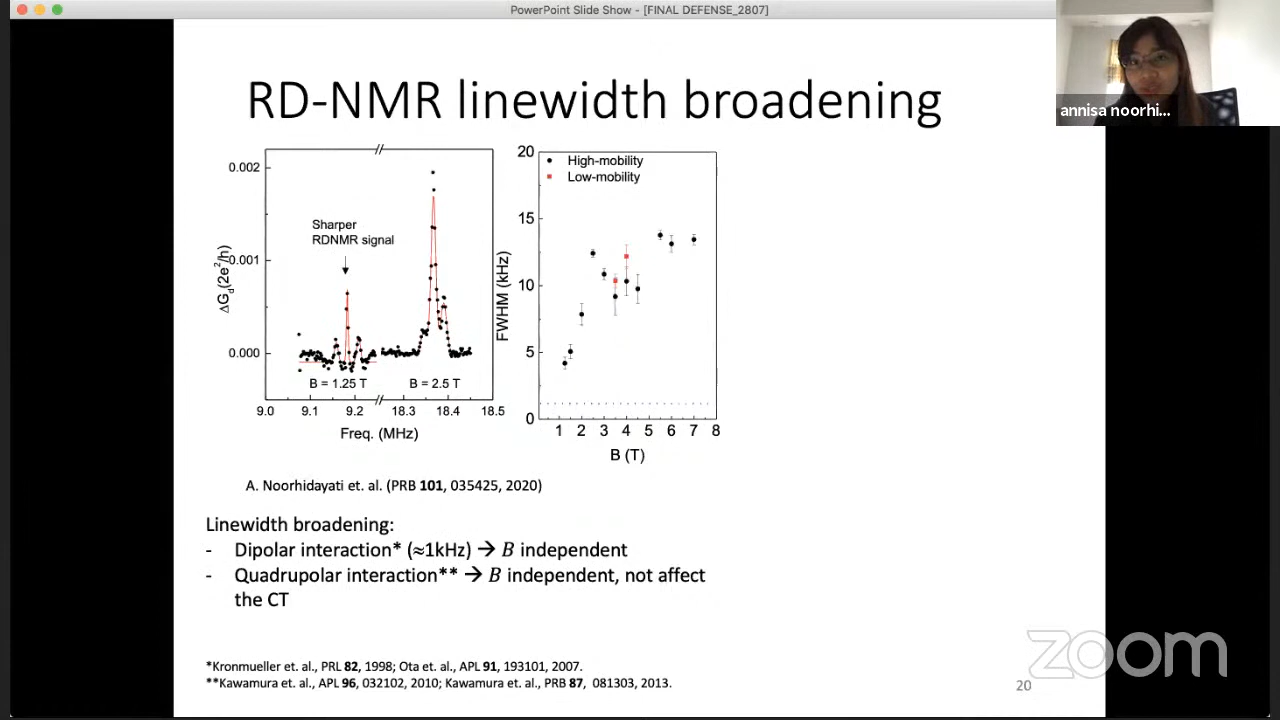 PowerPoint Slide Show - [FINAL DEFENSE_2807]
annisa noorhi...
RD-NMR linewidth broadening
0.002
0.001
0.000
ΔG_d(2e²/h)
Sharper
RDNMR signal
B = 1.25 T
B = 2.5 T
9.0 9.1 9.2 18.3 18.4 18.5
Freq. (MHz)
20
15
10
5
0
FWHM (kHz)
High-mobility
Low-mobility
1 2 3 4 5 6 7 8
B (T)
A. Noorhidayati et. al. (PRB 101, 035425, 2020)
Linewidth broadening:
- Dipolar interaction* (≈1kHz) → B independent
- Quadrupolar interaction** → B independent, not affect
the CT
*Kronmueller et. al., PRL 82, 1998; Ota et. al., APL 91, 193101, 2007.
**Kawamura et. al., APL 96, 032102, 2010; Kawamura et. al., PRB 87, 081303, 2013.
20
zoom